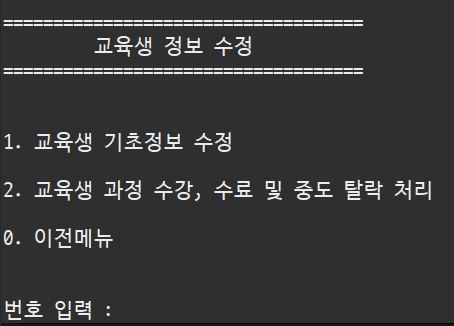 ====================================
교육생 정보 수정
====================================
1. 교육생 기초정보 수정
2. 교육생 과정 수강, 수료 및 중도 탈락 처리
0. 이전메뉴
번호 입력 :